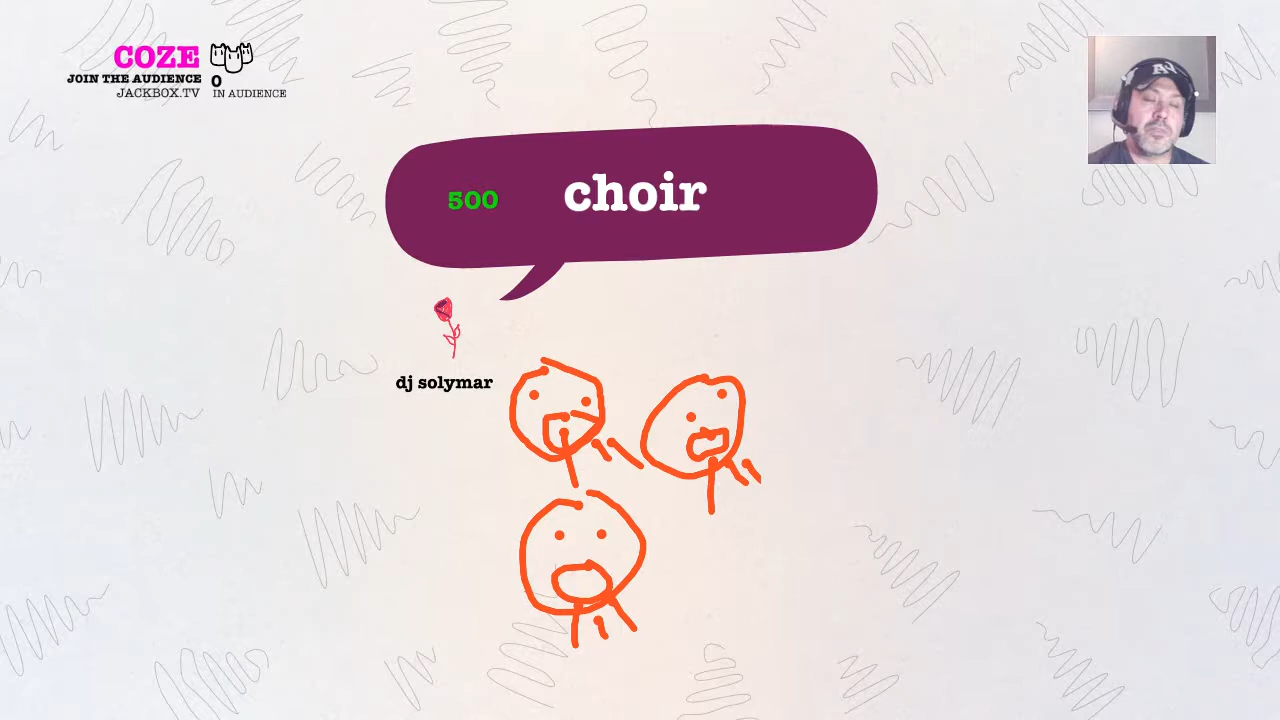 COZE
JOIN THE AUDIENCE
JACKBOX.TV
0
IN AUDIENCE
500
choir
dj solymar